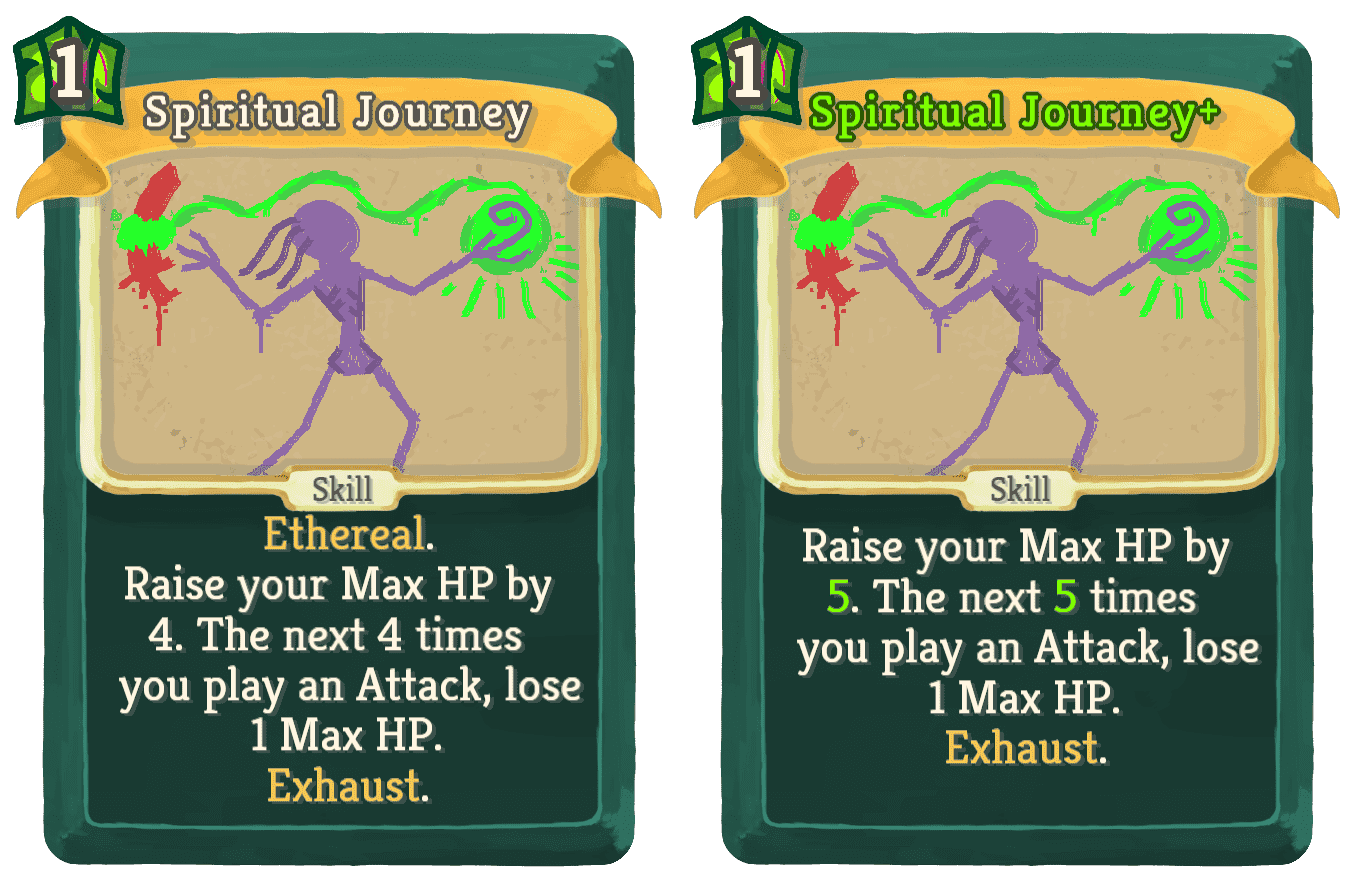 1
Spiritual Journey
Skill
Ethereal.
Raise your Max HP by
4. The next 4 times
you play an Attack, lose
1 Max HP.
Exhaust.
1
Spiritual Journey+
Skill
Raise your Max HP by
5. The next 5 times
you play an Attack, lose
1 Max HP.
Exhaust.